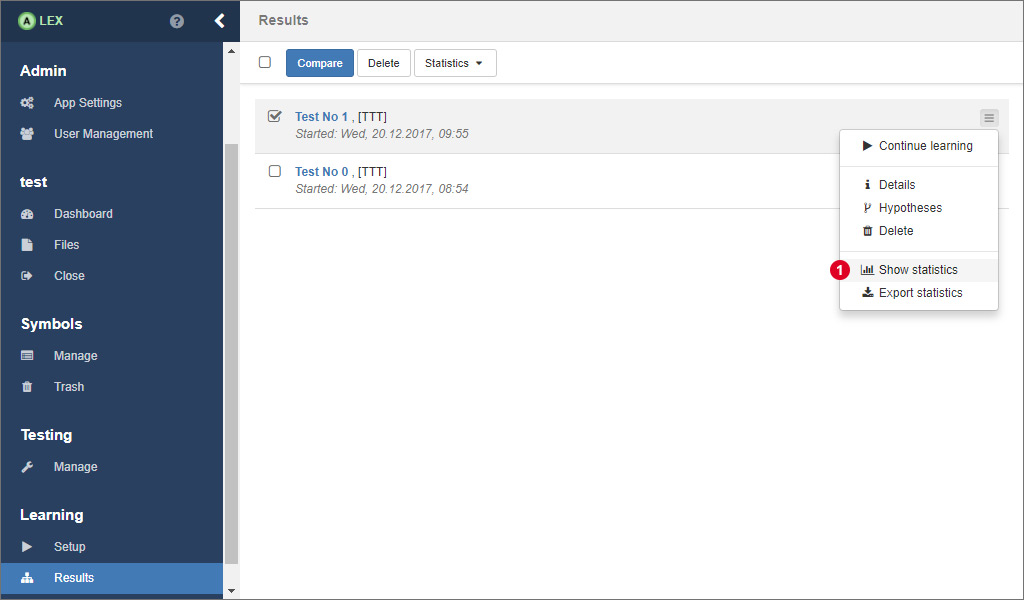 A LEX
?
Admin
App Settings
User Management
test
Dashboard
Files
Close
Symbols
Manage
Trash
Testing
Manage
Learning
Setup
Results
Results
Compare Delete Statistics
Test No 1 , [TTT]
Started: Wed, 20.12.2017, 09:55
Test No 0 , [TTT]
Started: Wed, 20.12.2017, 08:54
Continue learning
Details
Hypotheses
Delete
1 Show statistics
Export statistics